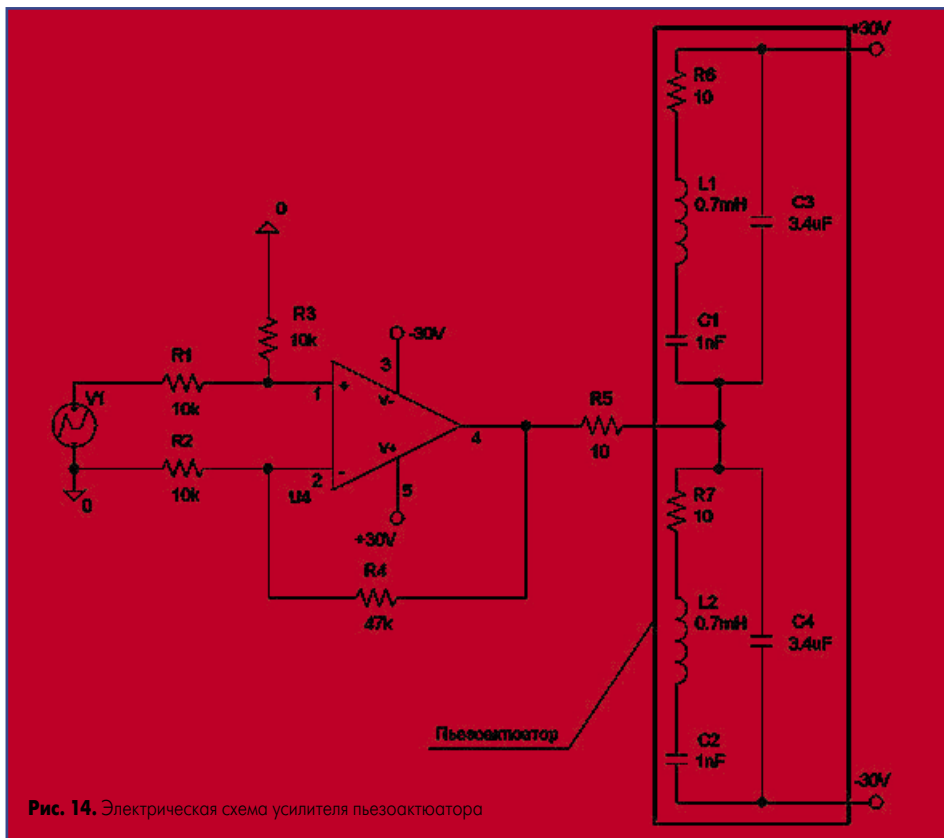 +30V
R6
10
L1
0.7mH
C3
3.4uF
C1
1nF
0
R3
10k
-30V
3
R1
10k
V1
1
+
V-
R2
10k
V+
4
R5
10
2
-
U4
5
0
+30V
R4
47k
R7
10
L2
0.7mH
C4
3.4uF
Пьезоактюатор
C2
1nF
-30V
Рис. 14. Электрическая схема усилителя пьезоактюатора